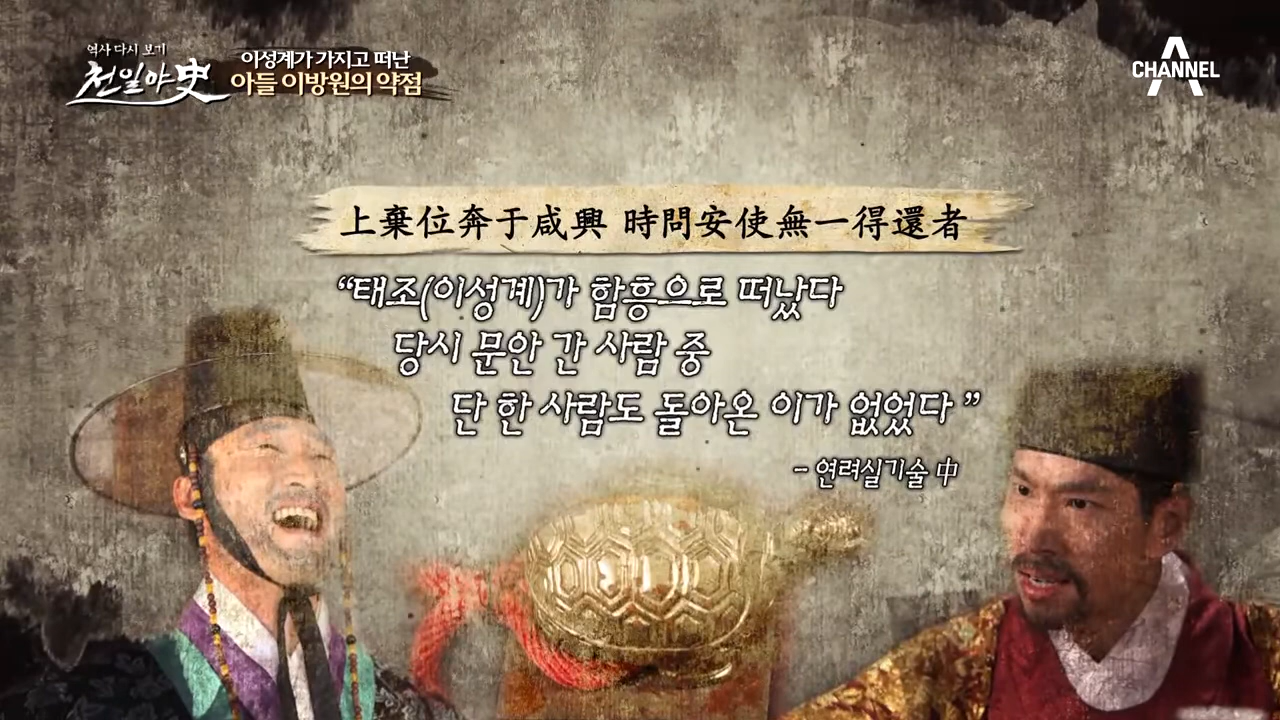 역사 다시 보기
천일야史
이성계가 가지고 떠난
아들 이방원의 약점
CHANNEL A
上棄位奔于咸興 時問安使無一得還者
“태조(이성계)가 함흥으로 떠났다
당시 문안 간 사람 중
단 한 사람도 돌아온 이가 없었다”
- 연려실기술 中